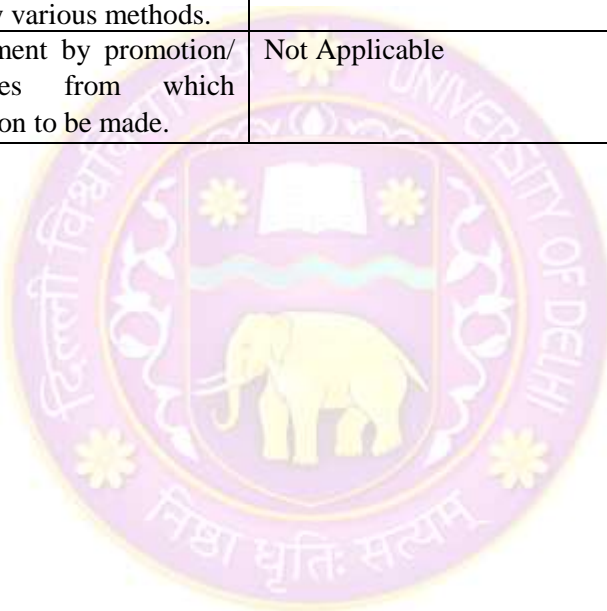 various methods.
ment by promotion/ Not Applicable
es from which
on to be made.
दिल्ली विश्वविद्यालय
UNIVERSITY OF DELHI
निष्ठा धृतिः सत्यम्